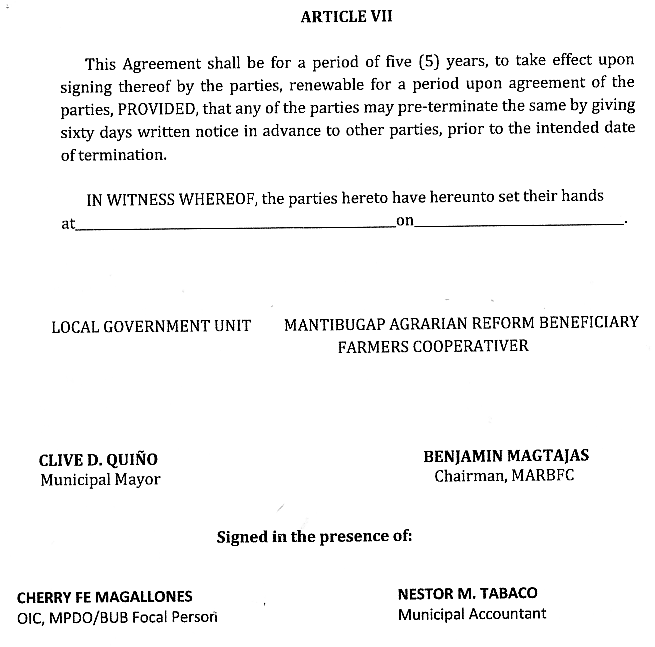 ARTICLE VII
This Agreement shall be for a period of five (5) years, to take effect upon
signing thereof by the parties, renewable for a period upon agreement of the
parties, PROVIDED, that any of the parties may pre-terminate the same by giving
sixty days written notice in advance to other parties, prior to the intended date
of termination.
IN WITNESS WHEREOF, the parties hereto have hereunto set their hands
at____________________________________on________________________.
LOCAL GOVERNMENT UNIT MANTIBUGAP AGRARIAN REFORM BENEFICIARY
FARMERS COOPERATIVER
CLIVE D. QUIÑO BENJAMIN MAGTAJAS
Municipal Mayor Chairman, MARBFC
Signed in the presence of:
CHERRY FE MAGALLONES NESTOR M. TABACO
OIC, MPDO/BUB Focal Person Municipal Accountant